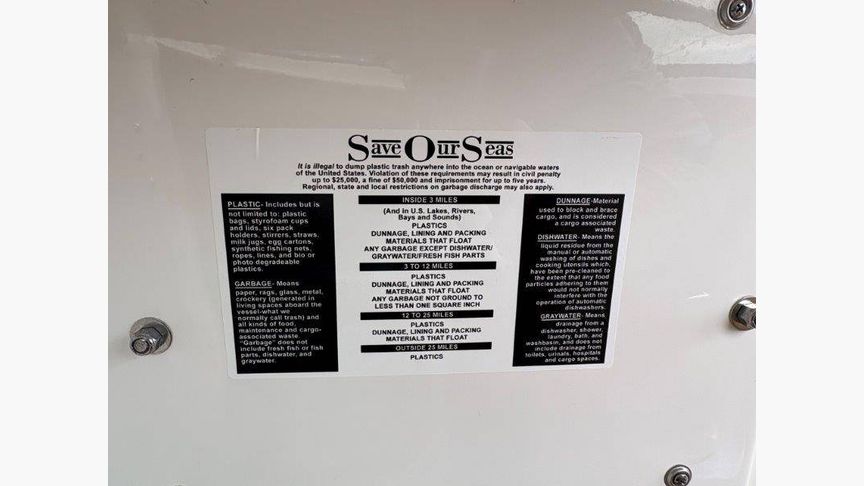 Save Our Seas
It is illegal to dump plastic trash anywhere into the ocean or navigable waters
of the United States. Violation of these requirements may result in civil penalty
up to $25,000, a fine of $50,000 and imprisonment for up to five years.
Regional, state and local restrictions on garbage discharge may also apply.
PLASTIC- Includes but is
not limited to: plastic
bags, styrofoam cups
and lids, six pack
holders, stirrers, straws,
milk jugs, egg cartons,
synthetic fishing nets,
ropes, lines, and bio or
photo degradeable
plastics.
GARBAGE- Means
paper, rags, glass, metal,
crockery (generated in
living spaces aboard the
vessel-what we
normally call trash) and
all kinds of food,
maintenance and cargo-
associated waste.
"Garbage" does not
include fresh fish or fish
parts, dishwater, and
graywater.
INSIDE 3 MILES
(And in U.S. Lakes, Rivers,
Bays and Sounds)
PLASTICS
DUNNAGE, LINING AND PACKING
MATERIALS THAT FLOAT
ANY GARBAGE EXCEPT DISHWATER/
GRAYWATER/FRESH FISH PARTS
3 TO 12 MILES
PLASTICS
DUNNAGE, LINING AND PACKING
MATERIALS THAT FLOAT
ANY GARBAGE NOT GROUND TO
LESS THAN ONE SQUARE INCH
12 TO 25 MILES
PLASTICS
DUNNAGE, LINING AND PACKING
MATERIALS THAT FLOAT
OUTSIDE 25 MILES
PLASTICS
DUNNAGE-Material
used to block and brace
cargo, and is considered
a cargo associated
waste.
DISHWATER- Means the
liquid residue from the
manual or automatic
washing of dishes and
cooking utensils which,
have been pre-cleaned to
the extent that any food
particles adhering to them
would not normally
interfere with the
operation of automatic
dishwashers.
GRAYWATER- Means
drainage from a
dishwasher, shower,
laundry, bath, and
washbasin, and does not
include drainage from
toilets, urinals, hospitals
and cargo spaces.